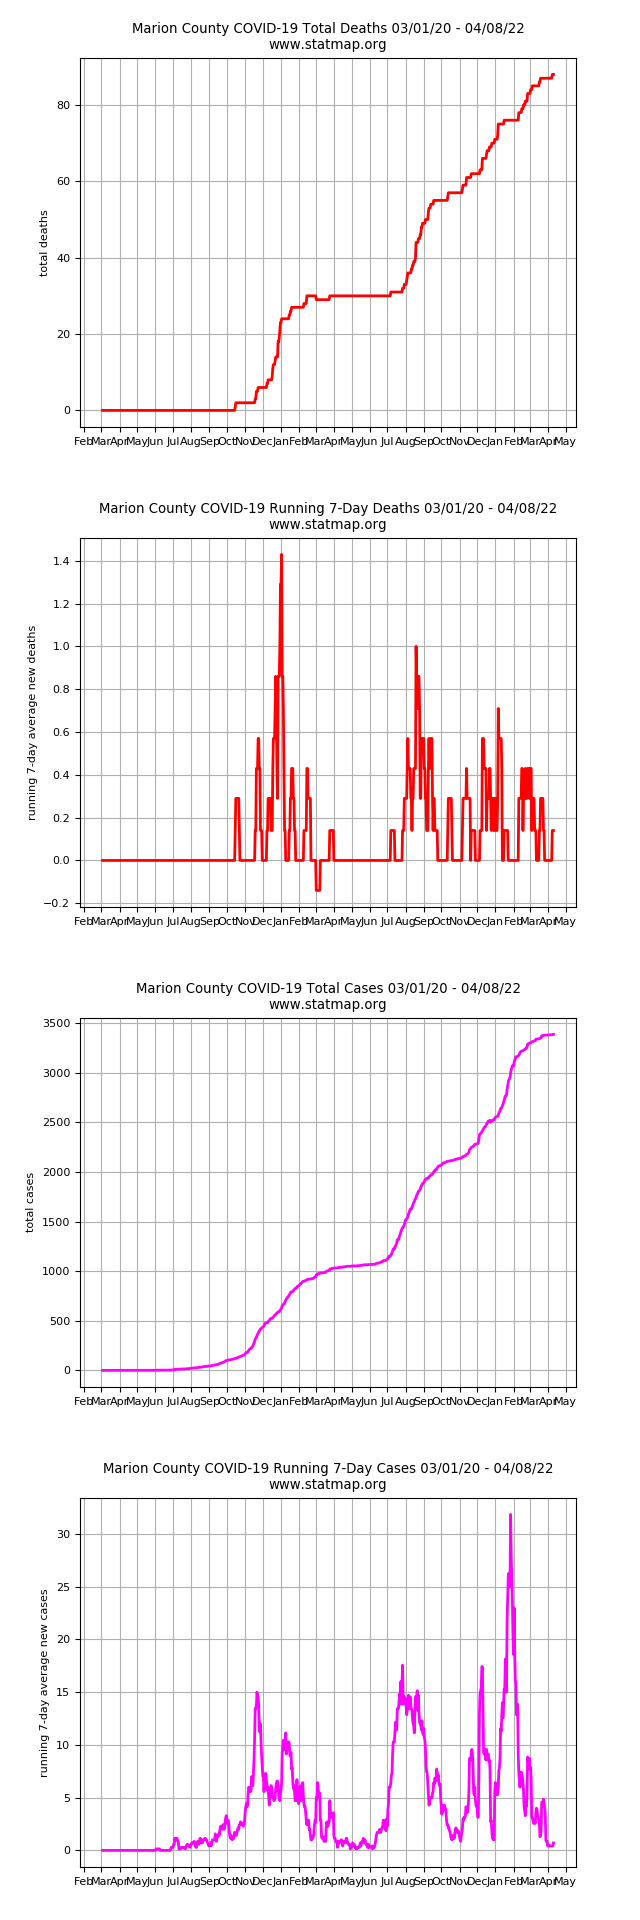 Marion County COVID-19 Total Deaths 03/01/20 - 04/08/22
www.statmap.org
80
60
40
20
0
total deaths
Feb Mar Apr May Jun Jul Aug Sep Oct Nov Dec Jan Feb Mar Apr May Jun Jul Aug Sep Oct Nov Dec Jan Feb Mar Apr May
Marion County COVID-19 Running 7-Day Deaths 03/01/20 - 04/08/22
www.statmap.org
1.4
1.2
1.0
0.8
0.6
0.4
0.2
0.0
−0.2
running 7-day average new deaths
Feb Mar Apr May Jun Jul Aug Sep Oct Nov Dec Jan Feb Mar Apr May Jun Jul Aug Sep Oct Nov Dec Jan Feb Mar Apr May
Marion County COVID-19 Total Cases 03/01/20 - 04/08/22
www.statmap.org
3500
3000
2500
2000
1500
1000
500
0
total cases
Feb Mar Apr May Jun Jul Aug Sep Oct Nov Dec Jan Feb Mar Apr May Jun Jul Aug Sep Oct Nov Dec Jan Feb Mar Apr May
Marion County COVID-19 Running 7-Day Cases 03/01/20 - 04/08/22
www.statmap.org
30
25
20
15
10
5
0
running 7-day average new cases
Feb Mar Apr May Jun Jul Aug Sep Oct Nov Dec Jan Feb Mar Apr May Jun Jul Aug Sep Oct Nov Dec Jan Feb Mar Apr May